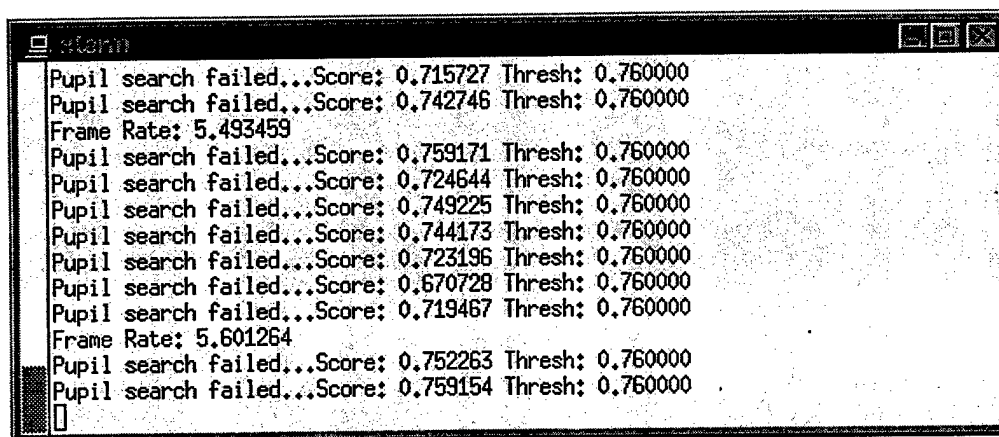 xterm
Pupil search failed...Score: 0.715727 Thresh: 0.760000
Pupil search failed...Score: 0.742746 Thresh: 0.760000
Frame Rate: 5.493459
Pupil search failed...Score: 0.759171 Thresh: 0.760000
Pupil search failed...Score: 0.724644 Thresh: 0.760000
Pupil search failed...Score: 0.749225 Thresh: 0.760000
Pupil search failed...Score: 0.744173 Thresh: 0.760000
Pupil search failed...Score: 0.723196 Thresh: 0.760000
Pupil search failed...Score: 0.670728 Thresh: 0.760000
Pupil search failed...Score: 0.719467 Thresh: 0.760000
Frame Rate: 5.601264
Pupil search failed...Score: 0.752263 Thresh: 0.760000
Pupil search failed...Score: 0.759154 Thresh: 0.760000